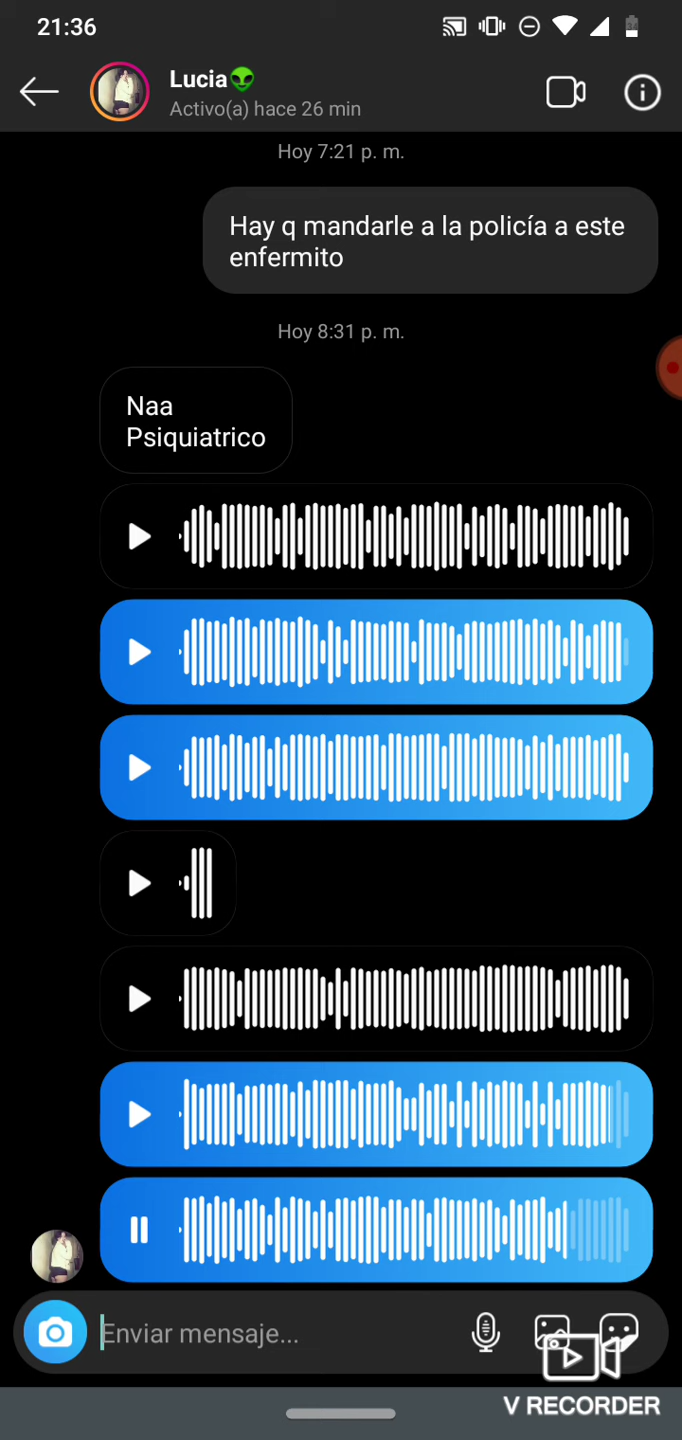 21:36
Lucia👽
Activo(a) hace 26 min
Hoy 7:21 p. m.
Hay q mandarle a la policía a este
enfermito
Hoy 8:31 p. m.
Naa
Psiquiatrico
Enviar mensaje...
V RECORDER